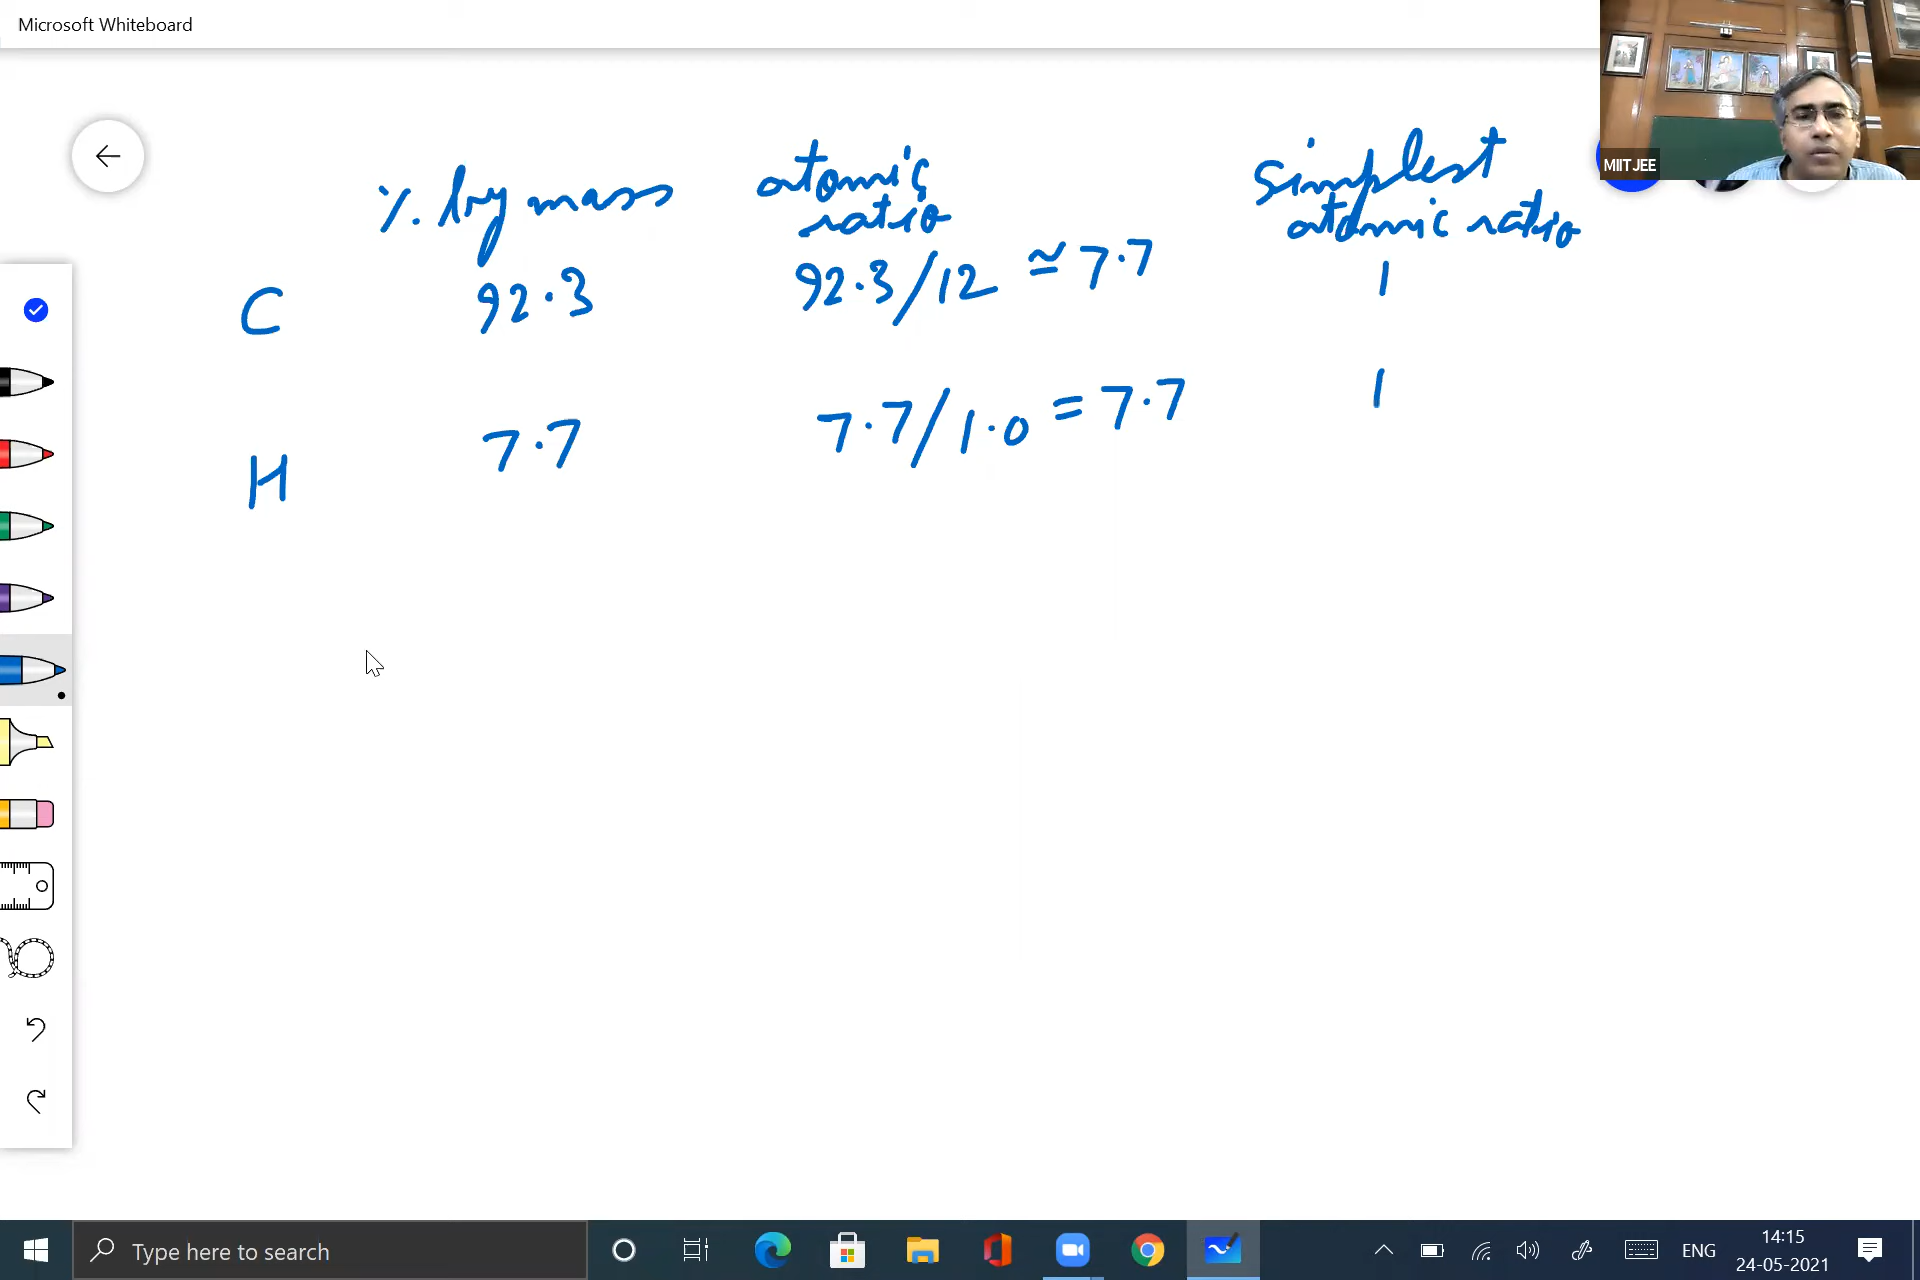 Microsoft Whiteboard
MIIT JEE
% by mass
atomic ratio
simplest atomic ratio
C
92.3
92.3/12 ≃ 7.7
1
H
7.7
7.7/1.0 = 7.7
1
Type here to search
ENG
14:15
24-05-2021